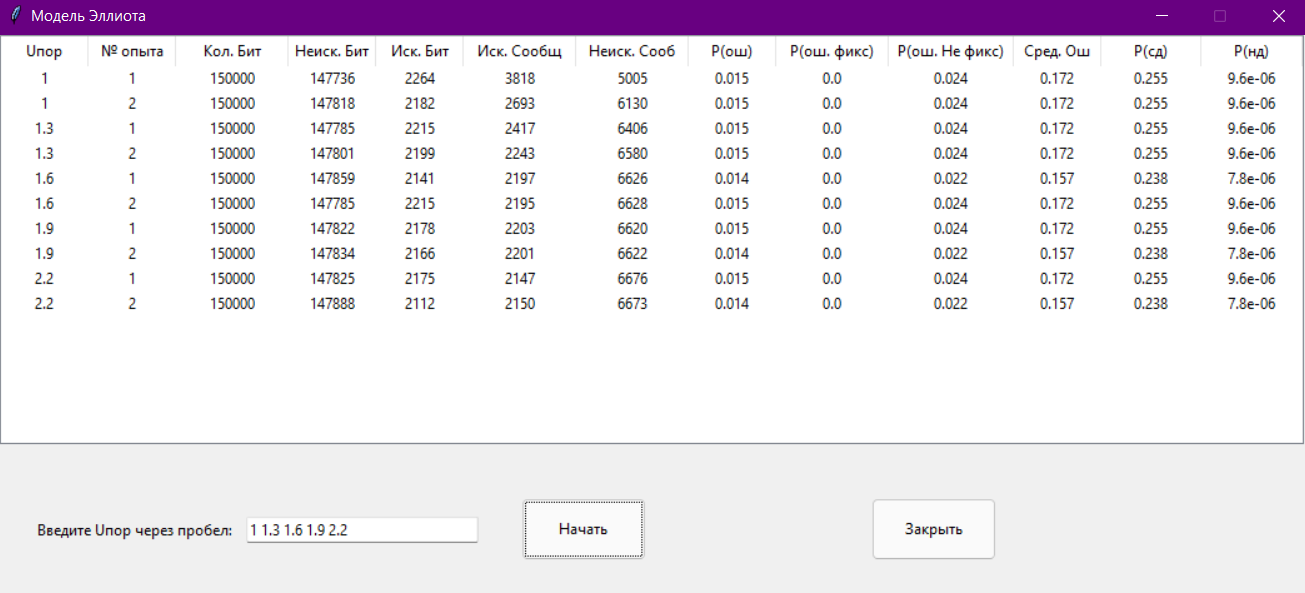 Модель Эллиота
Uпор № опыта Кол. Бит Неиск. Бит Иск. Бит Иск. Сообщ Неиск. Сооб P(ош) P(ош. фикс) P(ош. Не фикс) Сред. Ош P(сд) P(нд)
1 1 150000 147736 2264 3818 5005 0.015 0.0 0.024 0.172 0.255 9.6e-06
1 2 150000 147818 2182 2693 6130 0.015 0.0 0.024 0.172 0.255 9.6e-06
1.3 1 150000 147785 2215 2417 6406 0.015 0.0 0.024 0.172 0.255 9.6e-06
1.3 2 150000 147801 2199 2243 6580 0.015 0.0 0.024 0.172 0.255 9.6e-06
1.6 1 150000 147859 2141 2197 6626 0.014 0.0 0.022 0.157 0.238 7.8e-06
1.6 2 150000 147785 2215 2195 6628 0.015 0.0 0.024 0.172 0.255 9.6e-06
1.9 1 150000 147822 2178 2203 6620 0.015 0.0 0.024 0.172 0.255 9.6e-06
1.9 2 150000 147834 2166 2201 6622 0.014 0.0 0.022 0.157 0.238 7.8e-06
2.2 1 150000 147825 2175 2147 6676 0.015 0.0 0.024 0.172 0.255 9.6e-06
2.2 2 150000 147888 2112 2150 6673 0.014 0.0 0.022 0.157 0.238 7.8e-06
Введите Uпор через пробел: 1 1.3 1.6 1.9 2.2 Начать Закрыть